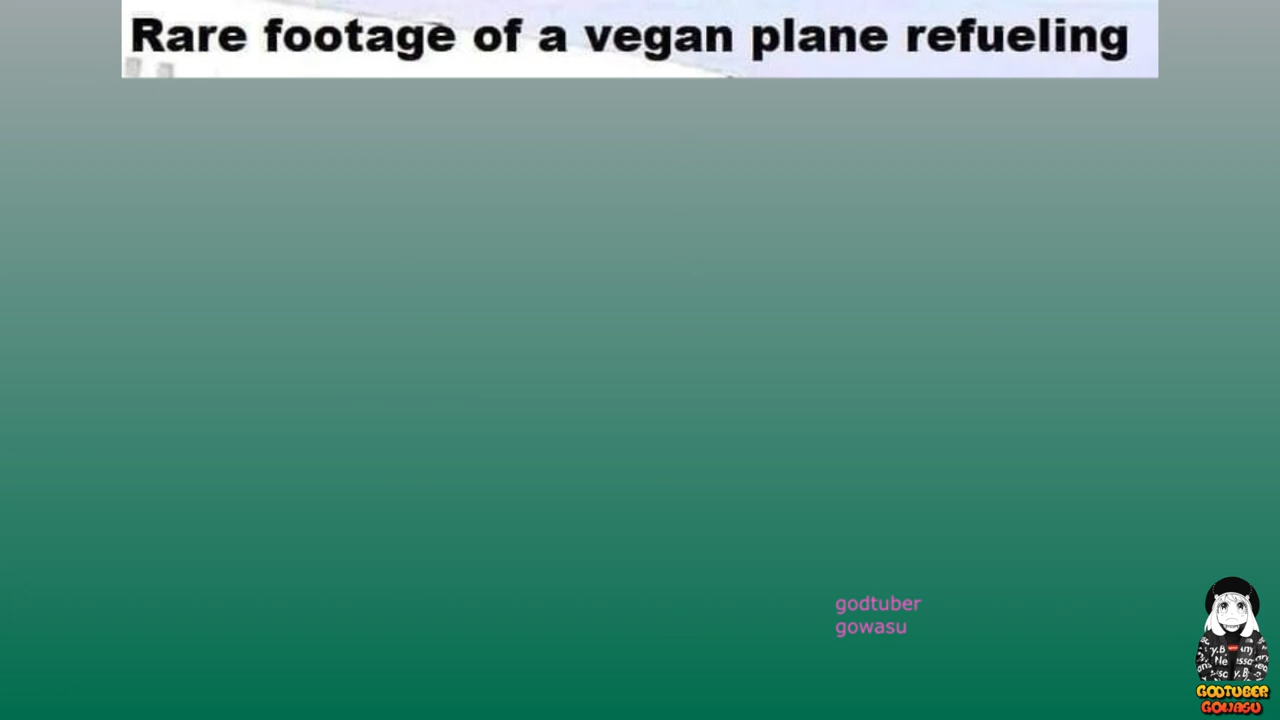 Rare footage of a vegan plane refueling
godtuber
gowasu
GODTUBER
GOWASU